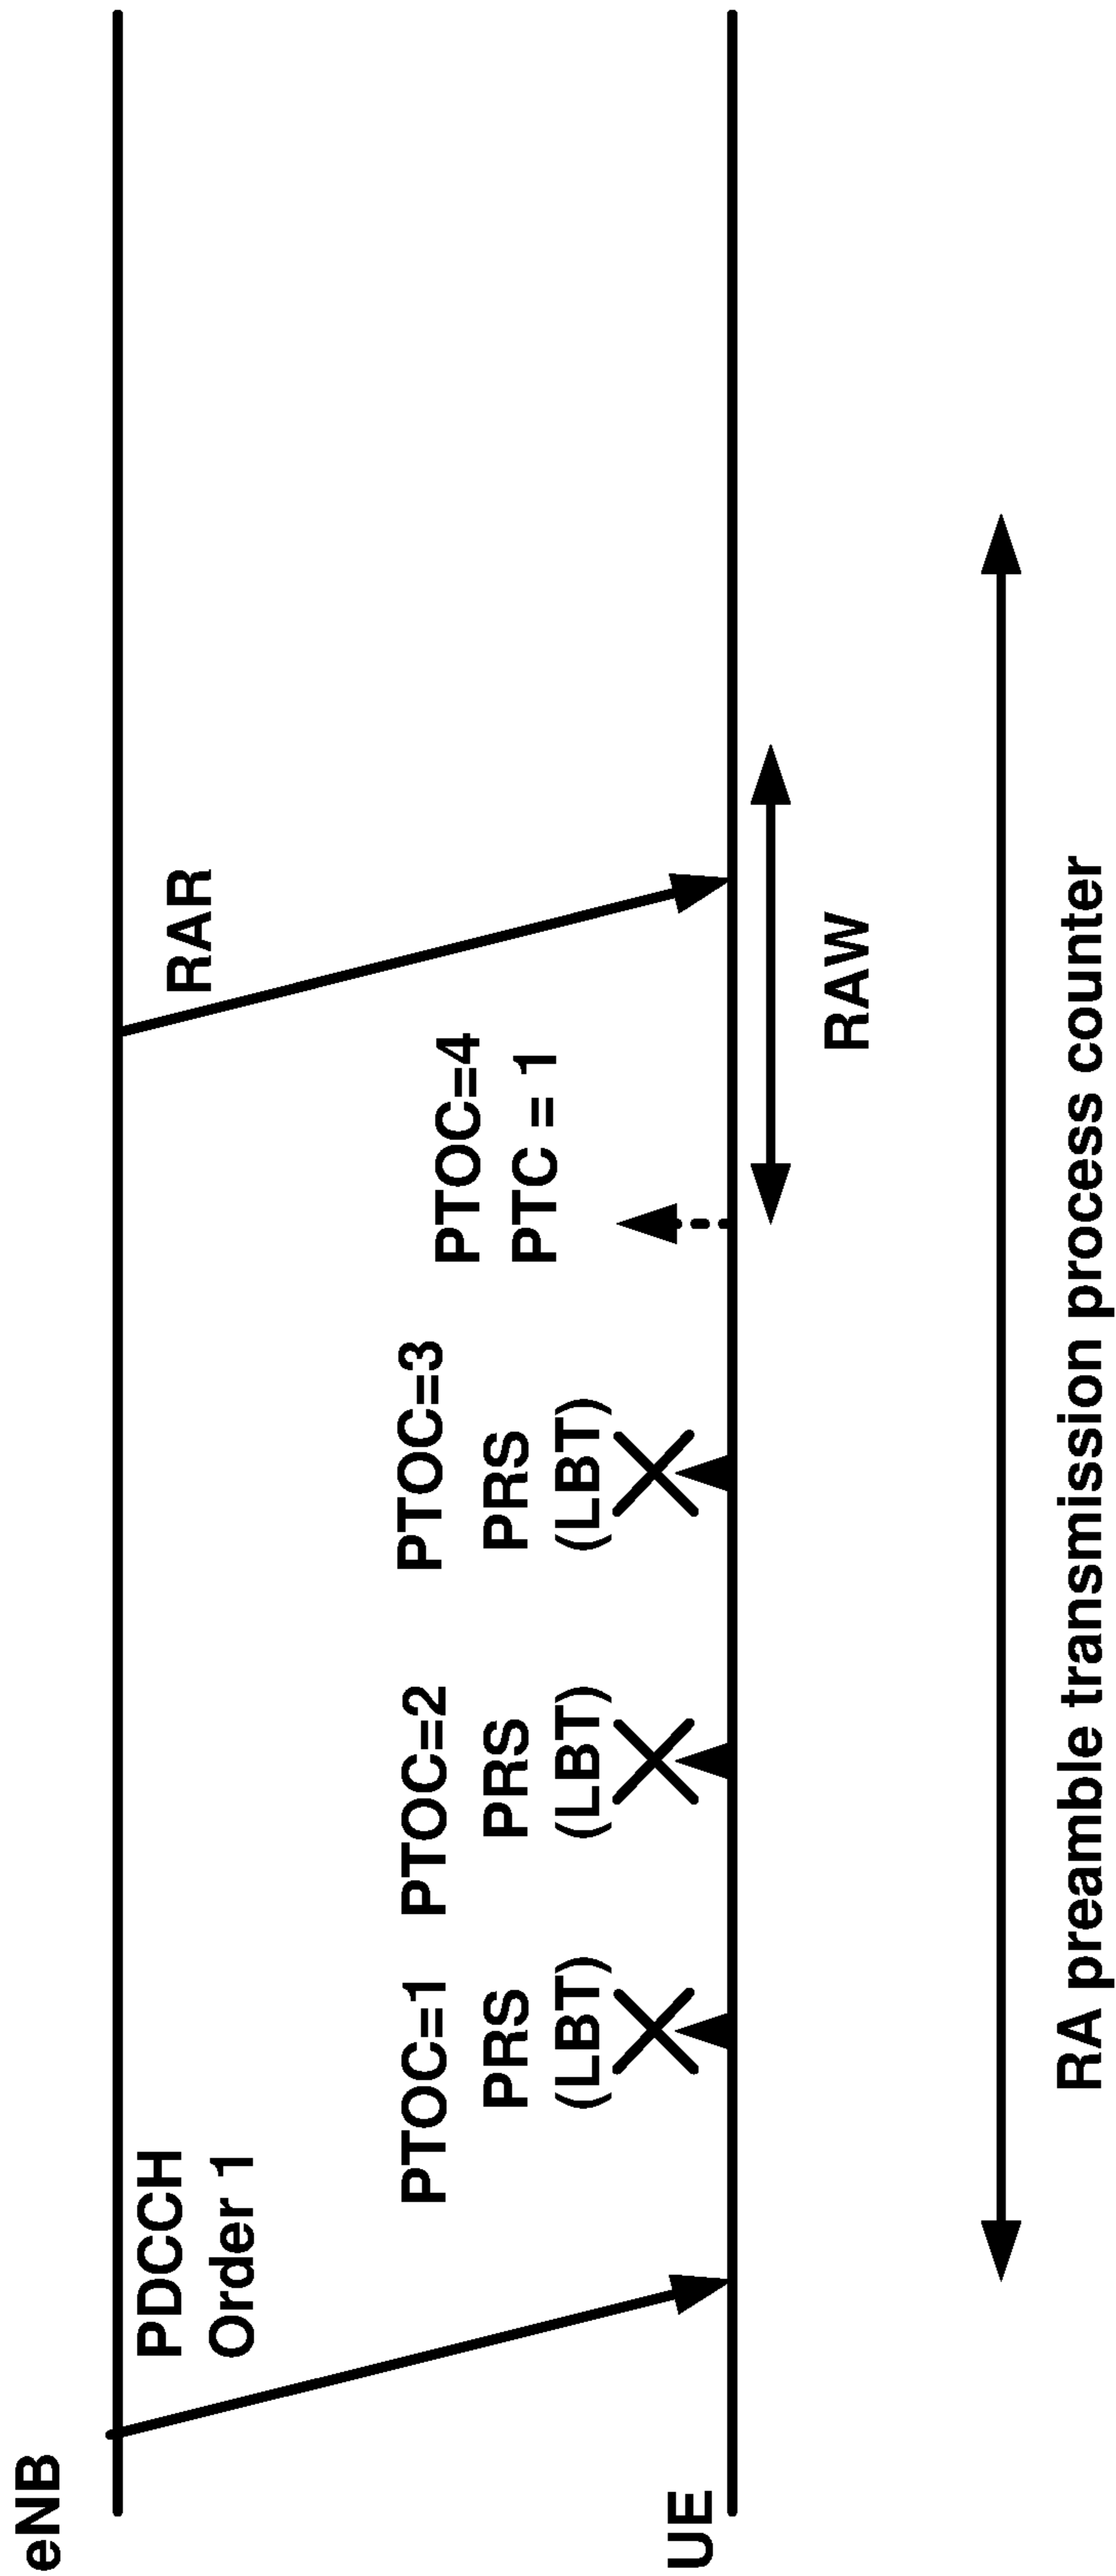 eNB
PDCCH
Order 1
RAR
PTOC=1
PRS
(LBT)
PTOC=2
PRS
(LBT)
PTOC=3
PRS
(LBT)
PTOC=4
PTC = 1
UE
RAW
RA preamble transmission process counter